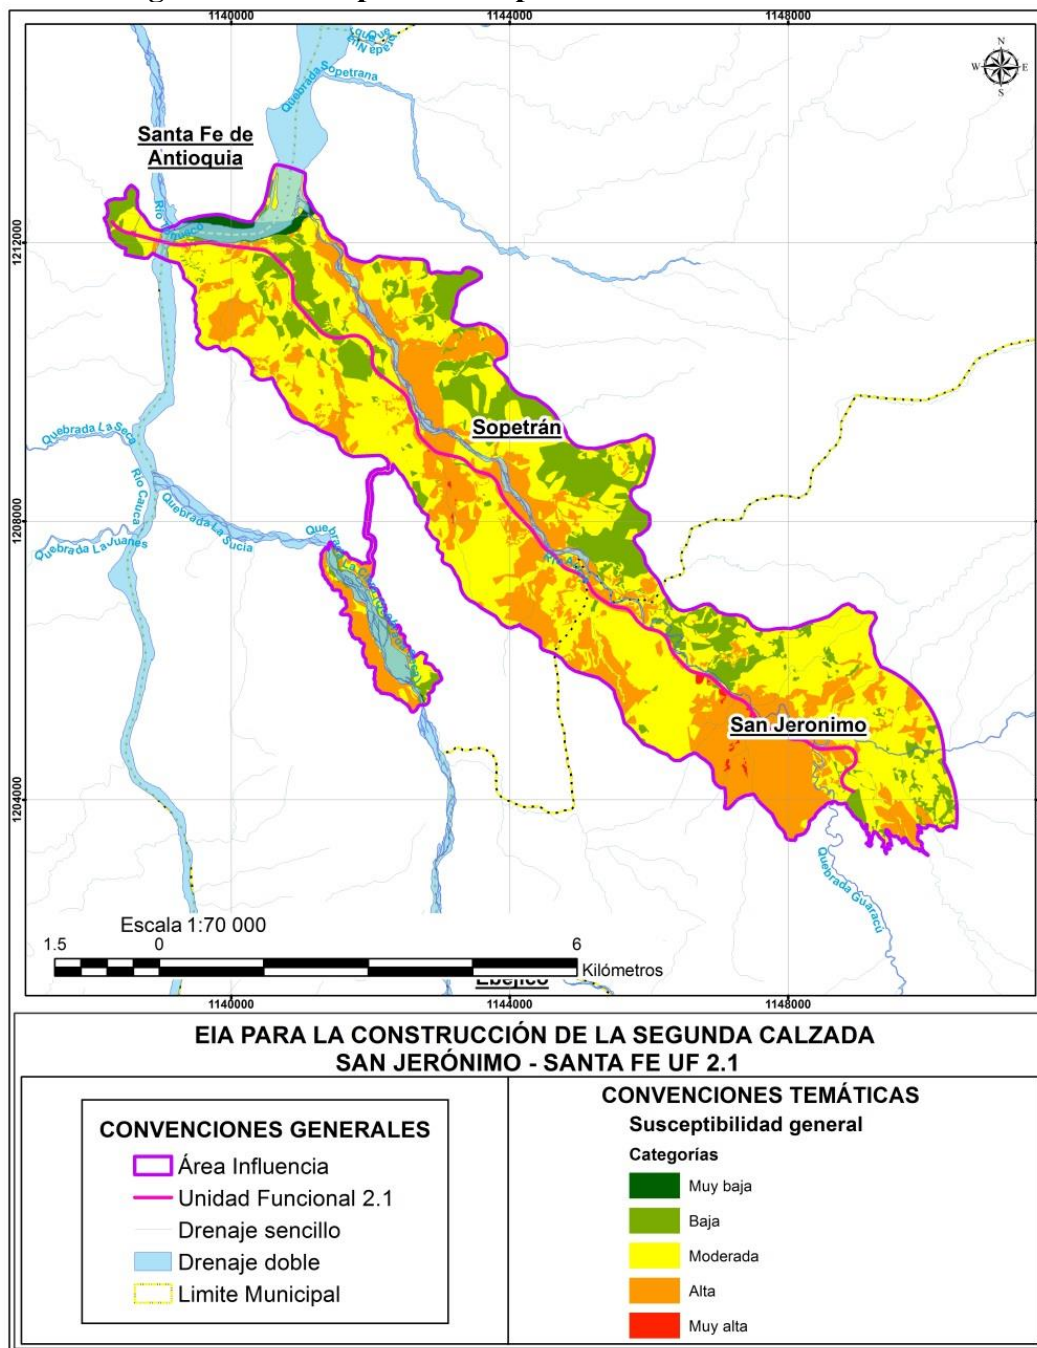 1140000
1144000
1148000
N
W E
S
Quebrada Sopetrana
Santa Fe de
Antioquia
Río
1212000
Sopetrán
Quebrada La Seca
Río Cauca
Quebrada La Sucia
Quebrada La Juanes
1208000
San Jeronimo
1204000
Quebrada Guaracú
Escala 1:70 000
1.5 0 6
Kilómetros
Ebéjico
1140000
1144000
1148000
EIA PARA LA CONSTRUCCIÓN DE LA SEGUNDA CALZADA
SAN JERÓNIMO - SANTA FE UF 2.1
CONVENCIONES GENERALES
Área Influencia
Unidad Funcional 2.1
Drenaje sencillo
Drenaje doble
Limite Municipal
CONVENCIONES TEMÁTICAS
Susceptibilidad general
Categorías
Muy baja
Baja
Moderada
Alta
Muy alta